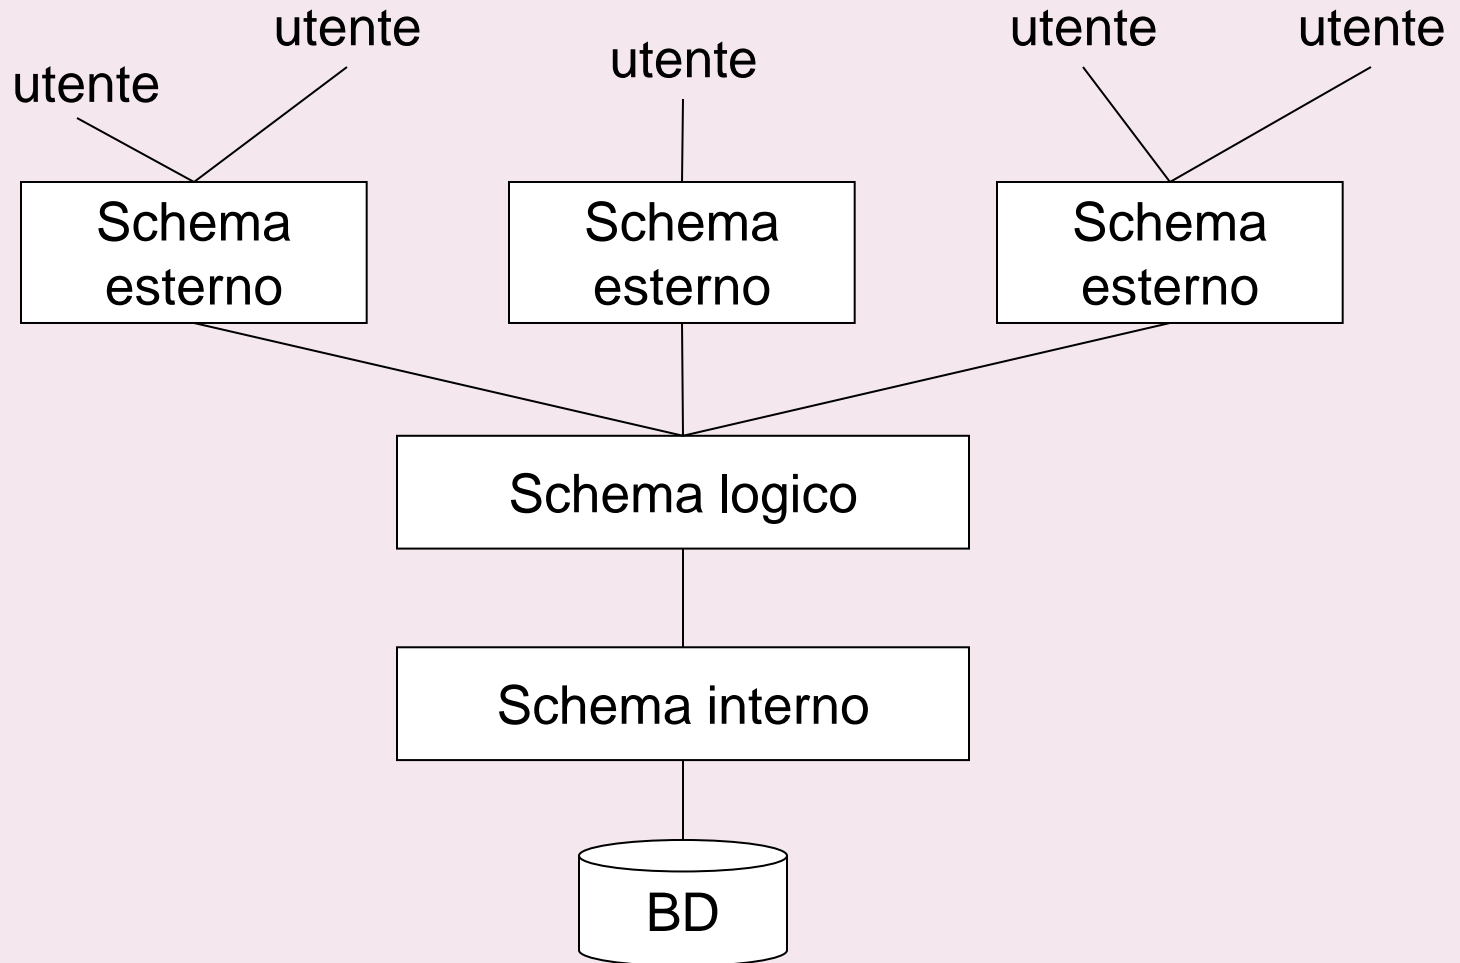 utente
utente
utente
utente
utente
Schema
esterno
Schema
esterno
Schema
esterno
Schema logico
Schema interno
BD